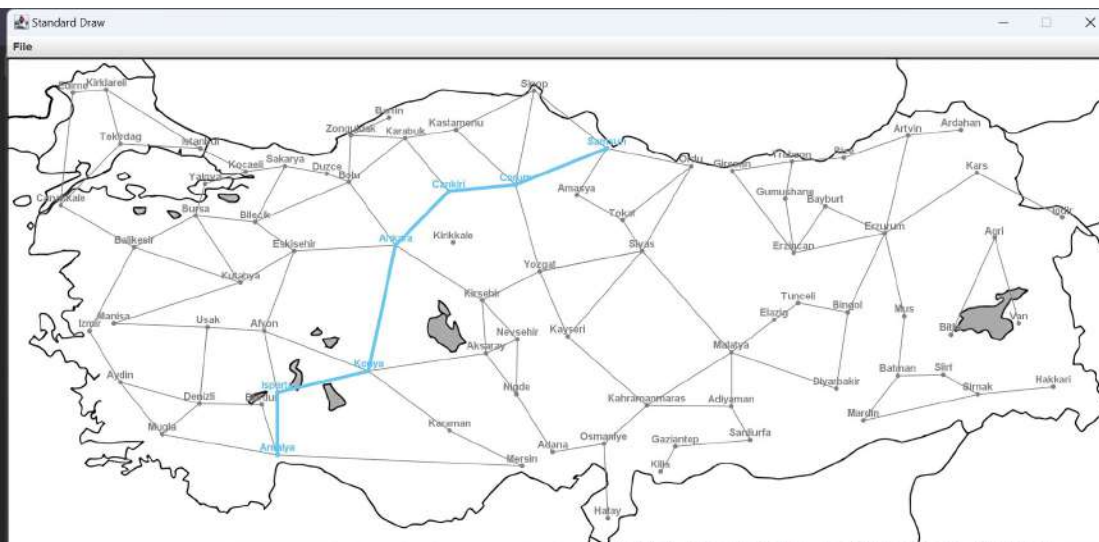 Standard Draw
File
Edirne
Kirklareli
Sinop
Bartin
Tekirdag
Istanbul
Zonguldak
Karabuk
Kastamonu
Samsun
Artvin
Ardahan
Kocaeli
Sakarya
Duzce
Bolu
Ordu
Giresun
Trabzon
Rize
Kars
Yalova
Canakkale
Cankiri
Corum
Amasya
Gumushane
Bayburt
Igdir
Bursa
Bilecik
Tokat
Balikesir
Eskisehir
Ankara
Kirikkale
Sivas
Erzincan
Erzurum
Agri
Kutahya
Yozgat
Kirsehir
Tunceli
Bingol
Elazig
Mus
Van
Izmir
Manisa
Usak
Afyon
Nevsehir
Kayseri
Aksaray
Malatya
Konya
Aydin
Isparta
Nigde
Diyarbakir
Batman
Siirt
Sirnak
Hakkari
Denizli
Kahramanmaras
Adiyaman
Mardin
Mugla
Karaman
Osmaniye
Gaziantep
Sanliurfa
Antalya
Adana
Mersin
Kilis
Hatay